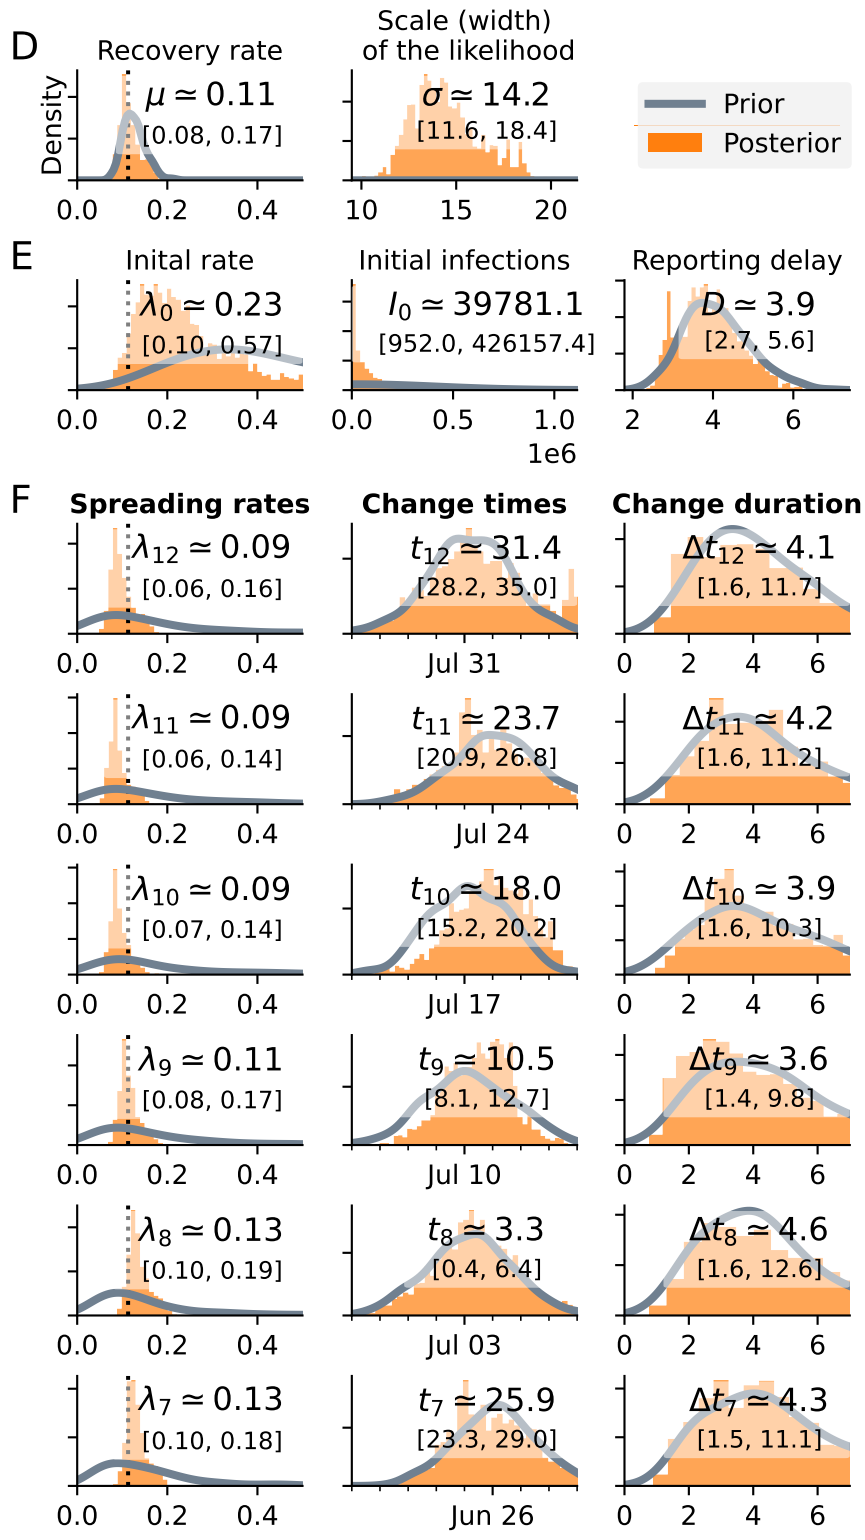 D
Recovery rate
Scale (width)
of the likelihood
Density
μ ≃ 0.11
[0.08, 0.17]
σ ≃ 14.2
[11.6, 18.4]
Prior
Posterior
0.0 0.2 0.4
10 15 20
E
Inital rate
Initial infections
Reporting delay
λ0 ≃ 0.23
[0.10, 0.57]
I0 ≃ 39781.1
[952.0, 426157.4]
D ≃ 3.9
[2.7, 5.6]
0.0 0.2 0.4
0.0 0.5 1.0
1e6
2 4 6
F
Spreading rates
Change times
Change duration
λ12 ≃ 0.09
[0.06, 0.16]
t12 ≃ 31.4
[28.2, 35.0]
Δt12 ≃ 4.1
[1.6, 11.7]
0.0 0.2 0.4
Jul 31
0 2 4 6
λ11 ≃ 0.09
[0.06, 0.14]
t11 ≃ 23.7
[20.9, 26.8]
Δt11 ≃ 4.2
[1.6, 11.2]
0.0 0.2 0.4
Jul 24
0 2 4 6
λ10 ≃ 0.09
[0.07, 0.14]
t10 ≃ 18.0
[15.2, 20.2]
Δt10 ≃ 3.9
[1.6, 10.3]
0.0 0.2 0.4
Jul 17
0 2 4 6
λ9 ≃ 0.11
[0.08, 0.17]
t9 ≃ 10.5
[8.1, 12.7]
Δt9 ≃ 3.6
[1.4, 9.8]
0.0 0.2 0.4
Jul 10
0 2 4 6
λ8 ≃ 0.13
[0.10, 0.19]
t8 ≃ 3.3
[0.4, 6.4]
Δt8 ≃ 4.6
[1.6, 12.6]
0.0 0.2 0.4
Jul 03
0 2 4 6
λ7 ≃ 0.13
[0.10, 0.18]
t7 ≃ 25.9
[23.3, 29.0]
Δt7 ≃ 4.3
[1.5, 11.1]
0.0 0.2 0.4
Jun 26
0 2 4 6